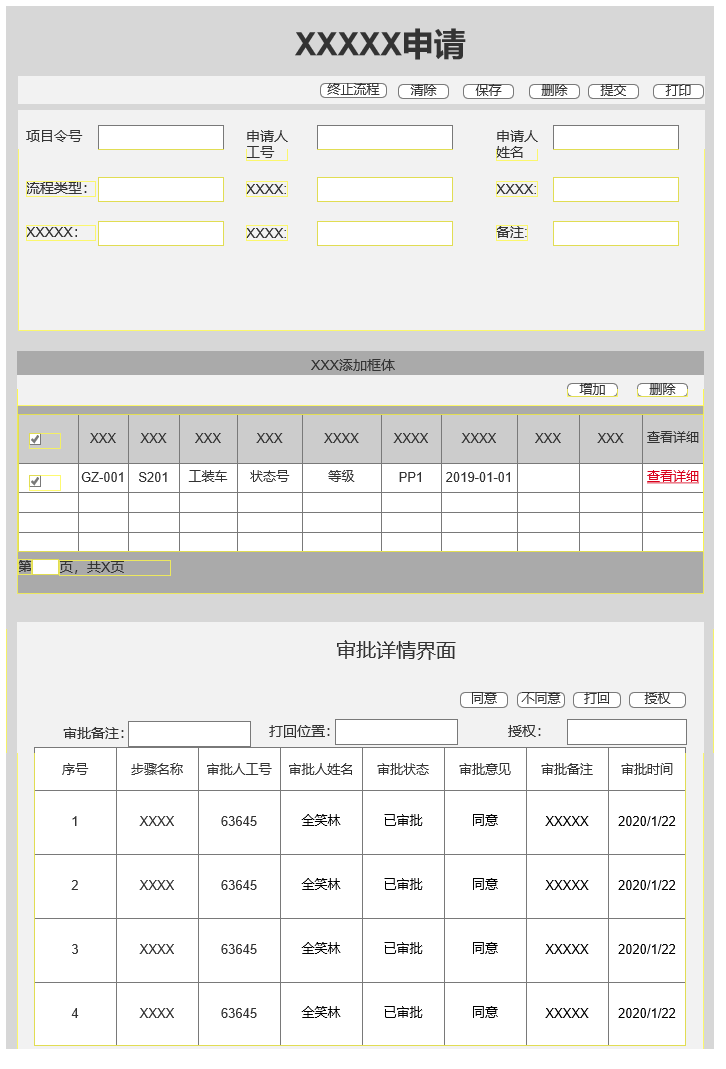 XXXXX申请
终止流程 清除 保存 删除 提交 打印
项目令号 申请人 申请人
工号 姓名
流程类型: XXXX: XXXX:
XXXXX: XXXX: 备注:
XXX添加框体
增加 删除
XXX XXX XXX XXX XXXX XXXX XXXX XXX XXX 查看详细
GZ-001 S201 工装车 状态号 等级 PP1 2019-01-01 查看详细
第 页，共X页
审批详情界面
同意 不同意 打回 授权
审批备注: 打回位置: 授权:
序号 步骤名称 审批人工号 审批人姓名 审批状态 审批意见 审批备注 审批时间
1 XXXX 63645 全笑林 已审批 同意 XXXXX 2020/1/22
2 XXXX 63645 全笑林 已审批 同意 XXXXX 2020/1/22
3 XXXX 63645 全笑林 已审批 同意 XXXXX 2020/1/22
4 XXXX 63645 全笑林 已审批 同意 XXXXX 2020/1/22